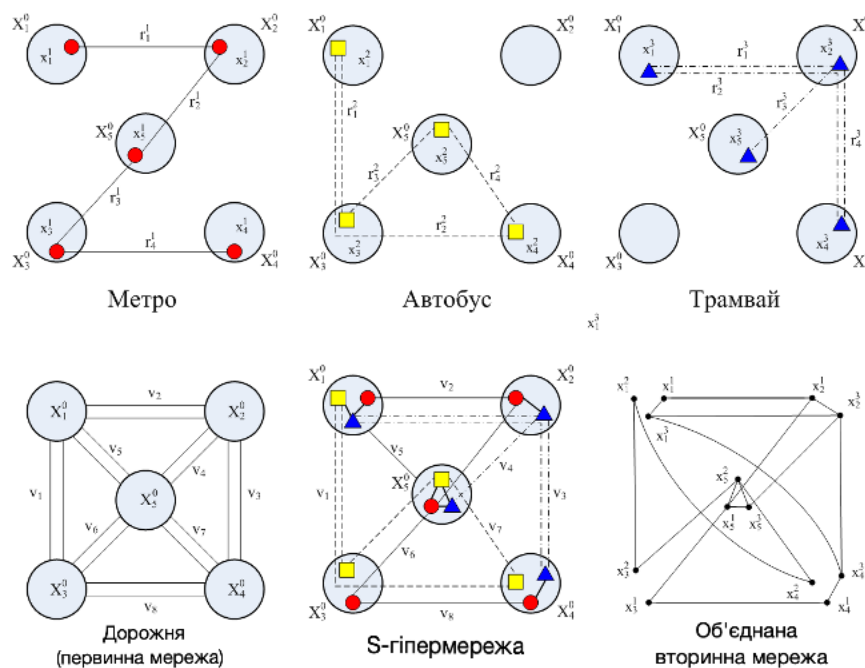 X₁⁰ r₁¹ X₂⁰
x₁¹ x₂¹
r₂¹
X₅⁰ x₅¹
r₃¹
x₃¹ x₄¹
r₄¹
X₃⁰ X₄⁰
Метро
X₁⁰ X₂⁰
x₁²
r₁²
X₅⁰
x₅²
r₃² r₄²
r₂²
x₃² x₄²
X₃⁰ X₄⁰
Автобус
X₁⁰ X
x₁³ r₁³ x₂³
r₂³
r₃³
X₅⁰ x₅³
r₄³
x₄³
X₃⁰ X
Трамвай
x₁³
v₂
X₁⁰ X₂⁰
v₅ v₄
v₁ X₅⁰ v₃
v₆ v₇
X₃⁰ X₄⁰
v₈
Дорожня
(первинна мережа)
X₁⁰ v₂ X₂⁰
v₅ v₄
v₁ X₅⁰ v₃
v₆ v₇
X₃⁰ v₈ X₄⁰
S-гіпермережа
x₁² x₁¹ x₂¹
x₁³ x₂³
x₅²
x₅¹ x₅³
x₃² x₄² x₄³
x₃¹ x₄¹
Об'єднана
вторинна мережа